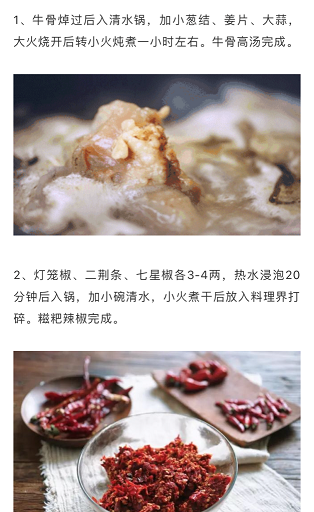 1、牛骨焯过后入清水锅，加小葱结、姜片、大蒜，
大火烧开后转小火炖煮一小时左右。牛骨高汤完成。
2、灯笼椒、二荆条、七星椒各3-4两，热水浸泡20
分钟后入锅，加小碗清水，小火煮干后放入料理界打
碎。糍粑辣椒完成。